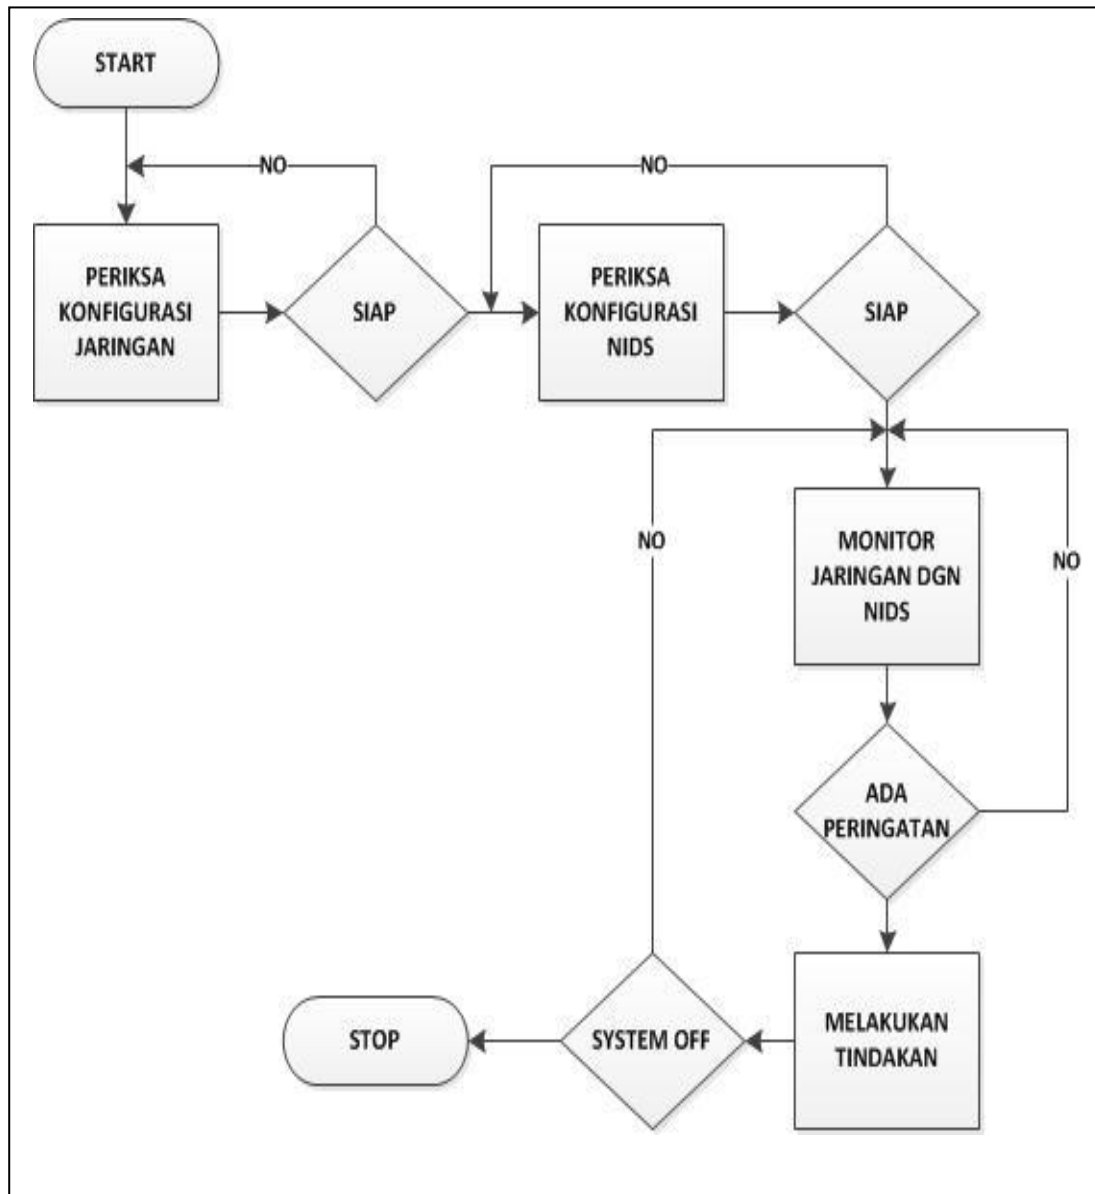 START
NO
NO
PERIKSA
KONFIGURASI
JARINGAN
SIAP
PERIKSA
KONFIGURASI
NIDS
SIAP
NO
MONITOR
JARINGAN DGN
NIDS
NO
ADA
PERINGATAN
STOP
SYSTEM OFF
MELAKUKAN
TINDAKAN